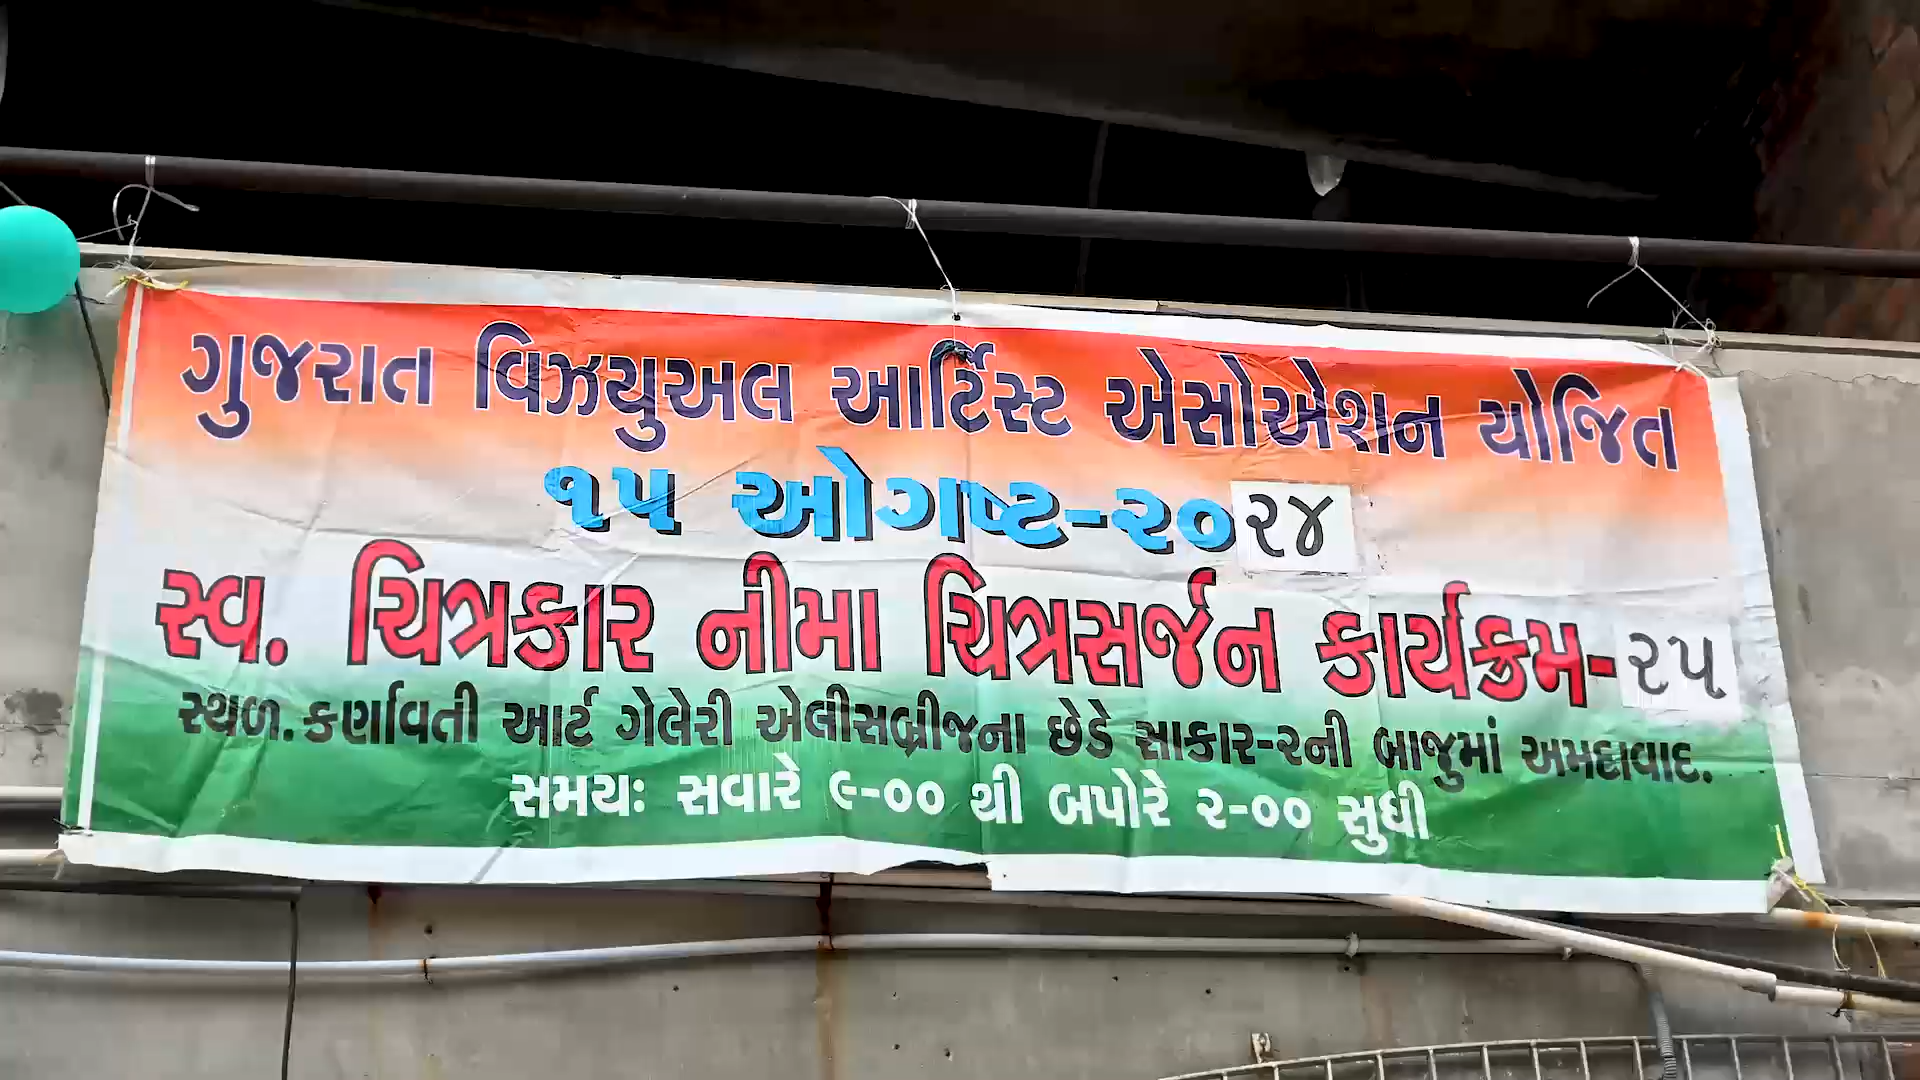 ગુજરાત વિઝયુઅલ આર્ટિસ્ટ એસોએશન યોજિત
૧૫ ઓગષ્ટ-૨૦૨૪
સ્વ. ચિત્રકાર નીમા ચિત્રસર્જન કાર્યક્રમ-૨૫
સ્થળ. કર્ણાવતી આર્ટ ગેલેરી એલીસબ્રીજના છેડે સાકાર-૨ની બાજુમાં અમદાવાદ.
સમયઃ સવારે ૯-૦૦ થી બપોરે ૨-૦૦ સુધી